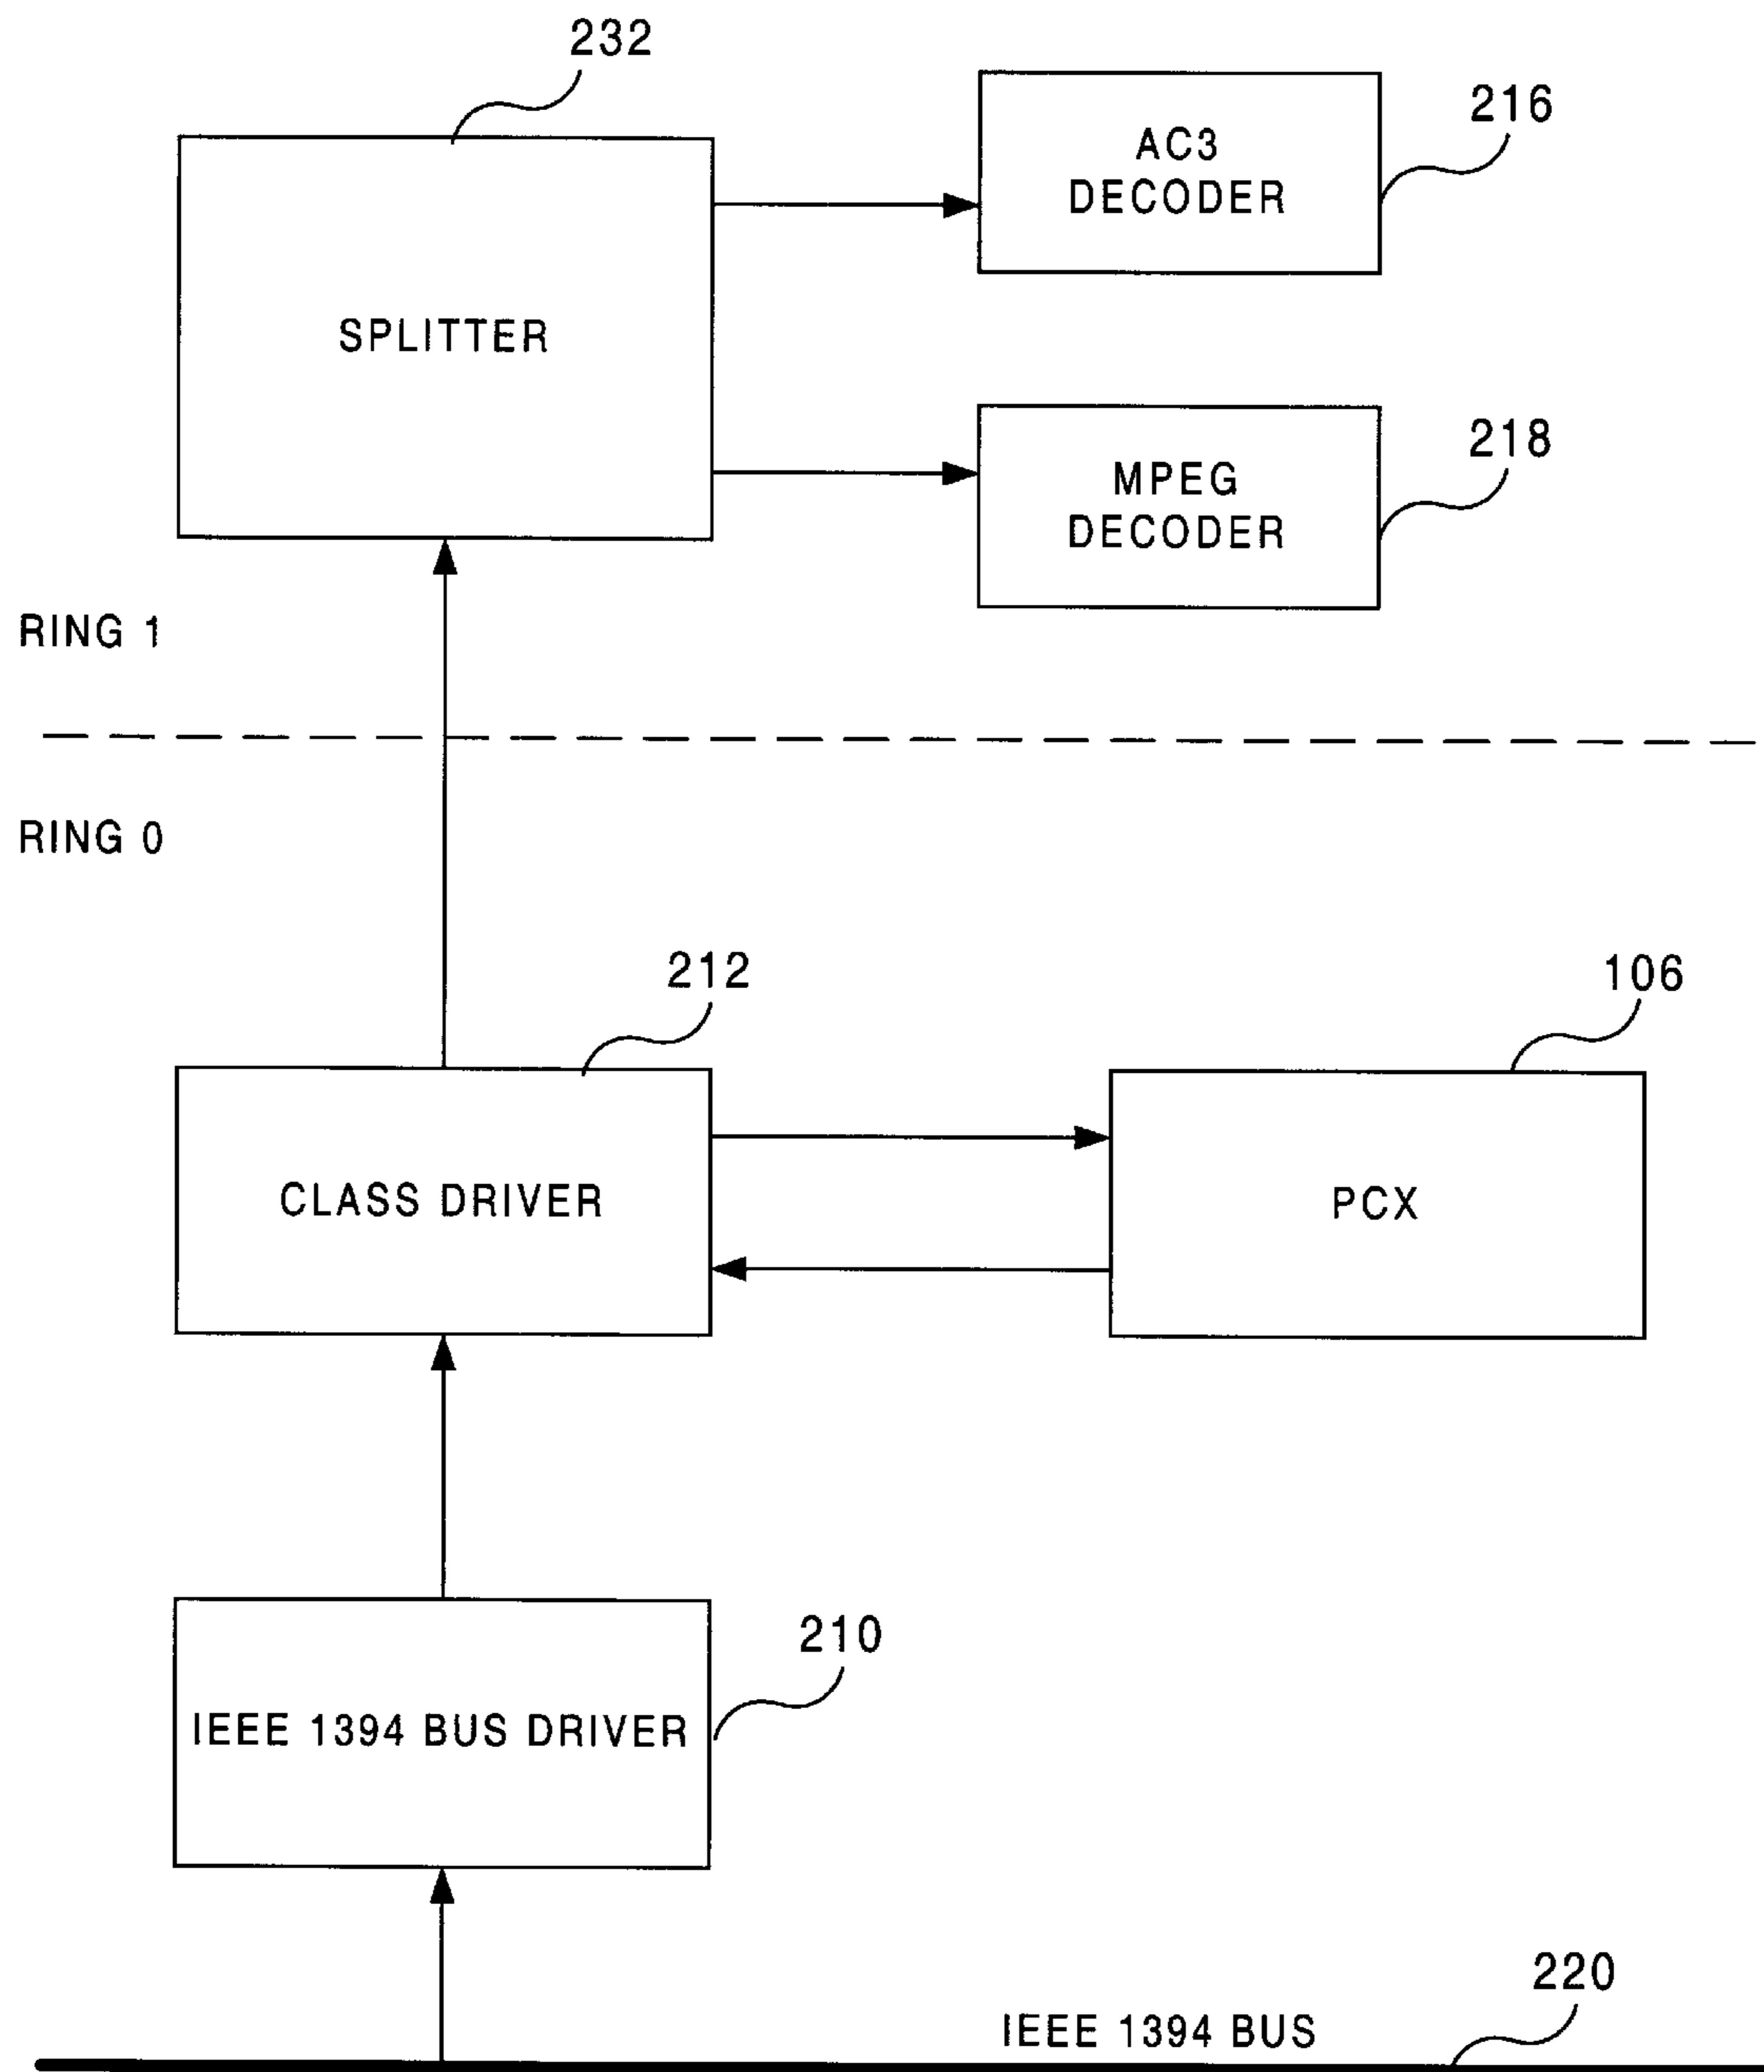 232
216
AC3
DECODER
SPLITTER
218
MPEG
DECODER
RING 1
RING 0
212
106
CLASS DRIVER
PCX
210
IEEE 1394 BUS DRIVER
220
IEEE 1394 BUS